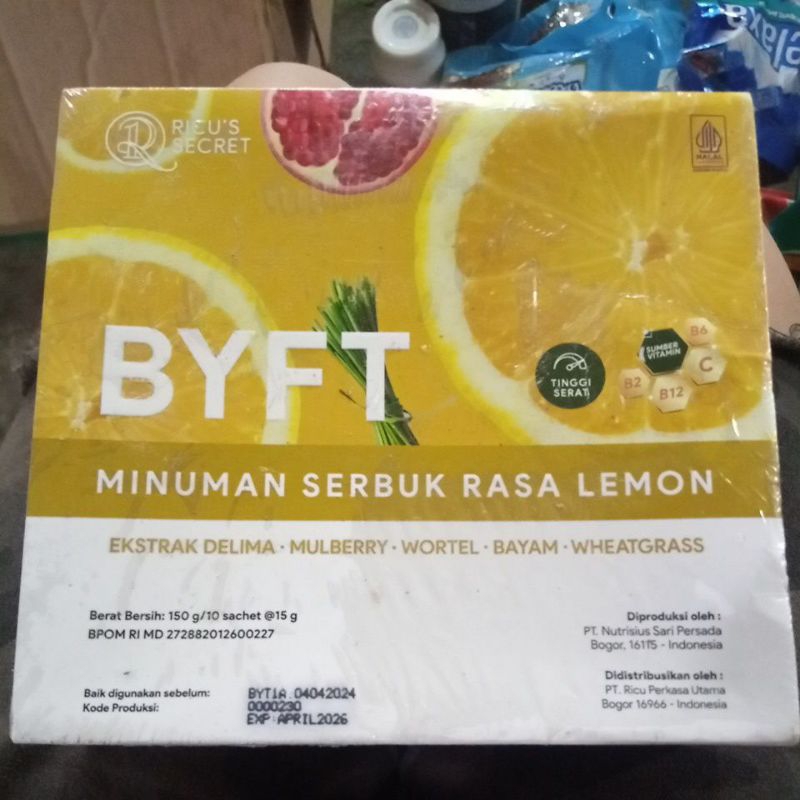 RICU'S
SECRET
HALAL
INDONESIA
BYFT
TINGGI
SERAT
SUMBER
VITAMIN
B6
C
B2
B12
MINUMAN SERBUK RASA LEMON
EKSTRAK DELIMA · MULBERRY · WORTEL · BAYAM · WHEATGRASS
Berat Bersih: 150 g/10 sachet @15 g
BPOM RI MD 272882012600227
Diproduksi oleh :
PT. Nutrisius Sari Persada
Bogor, 16115 - Indonesia
Didistribusikan oleh :
PT. Ricu Perkasa Utama
Bogor 16966 - Indonesia
Baik digunakan sebelum:
Kode Produksi:
BYT1A.04042024
0000230
EXP:APRIL2026
elaxa